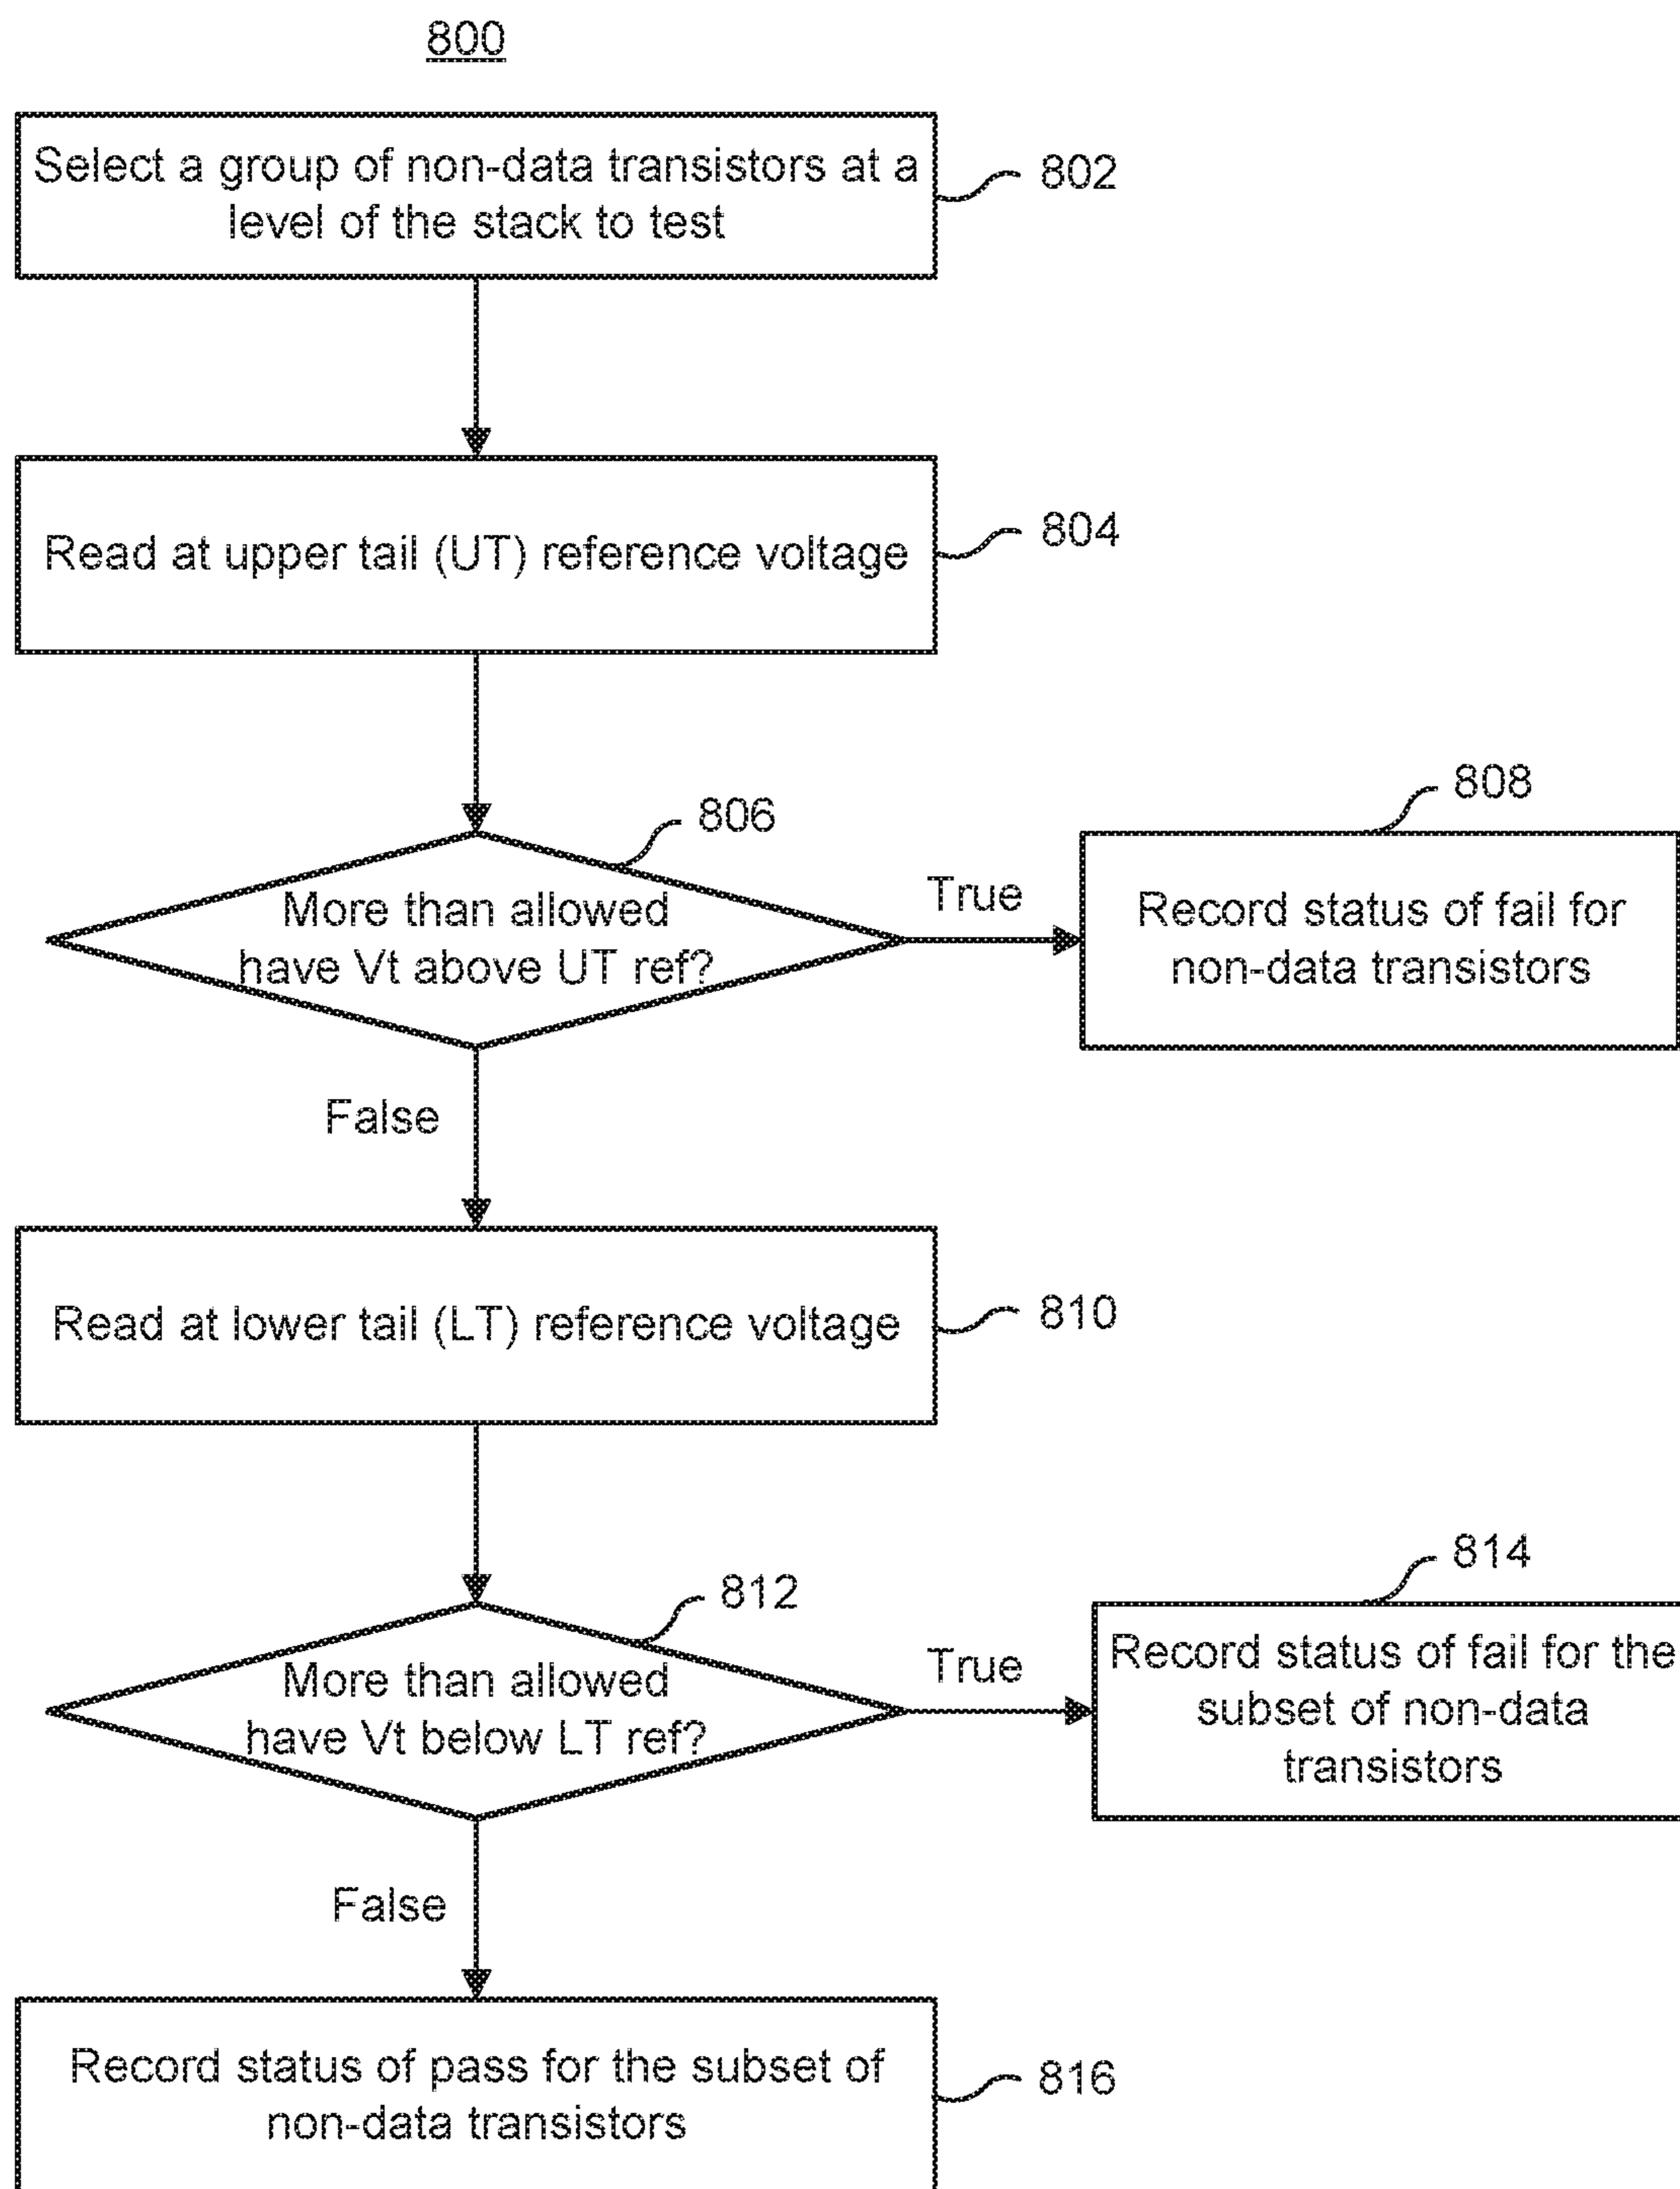 800
Select a group of non-data transistors at a
level of the stack to test
802
Read at upper tail (UT) reference voltage
804
806
More than allowed
have Vt above UT ref?
True
808
Record status of fail for
non-data transistors
False
Read at lower tail (LT) reference voltage
810
812
More than allowed
have Vt below LT ref?
True
814
Record status of fail for the
subset of non-data
transistors
False
Record status of pass for the subset of
non-data transistors
816